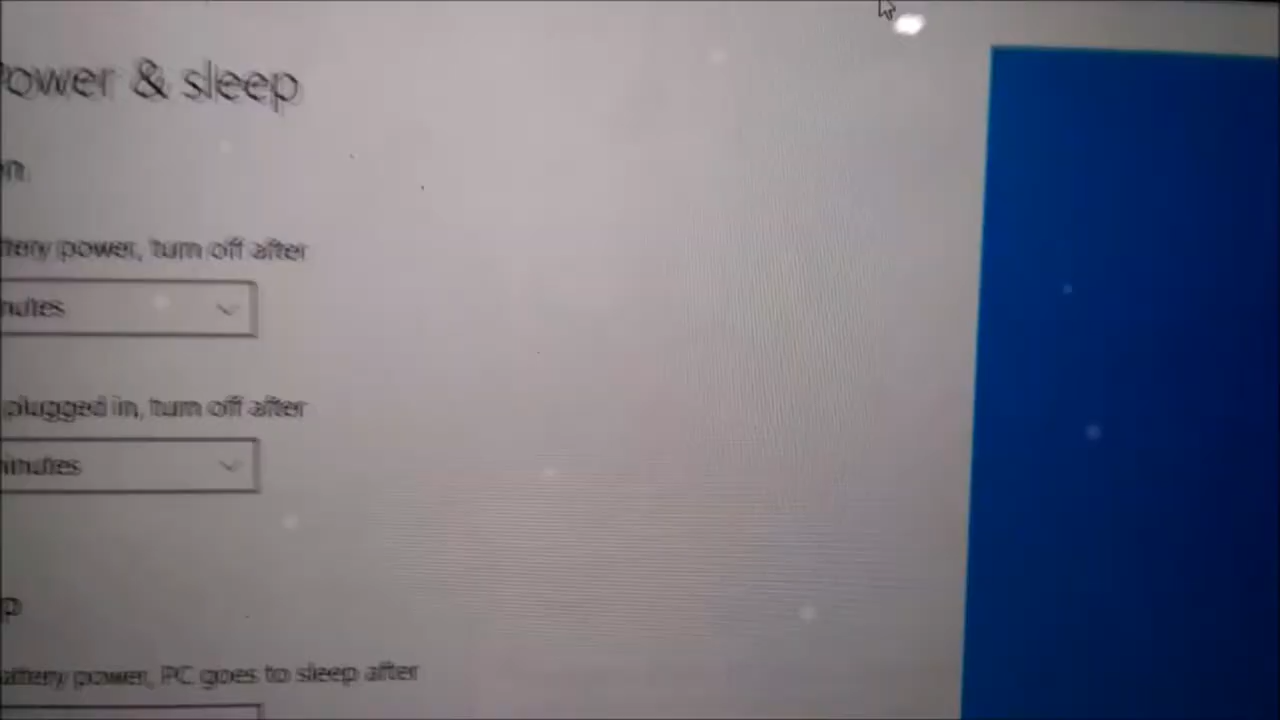 ower & sleep
n
ttery power, turn off after
nutes
plugged in, turn off after
inutes
p
attery power, PC goes to sleep after